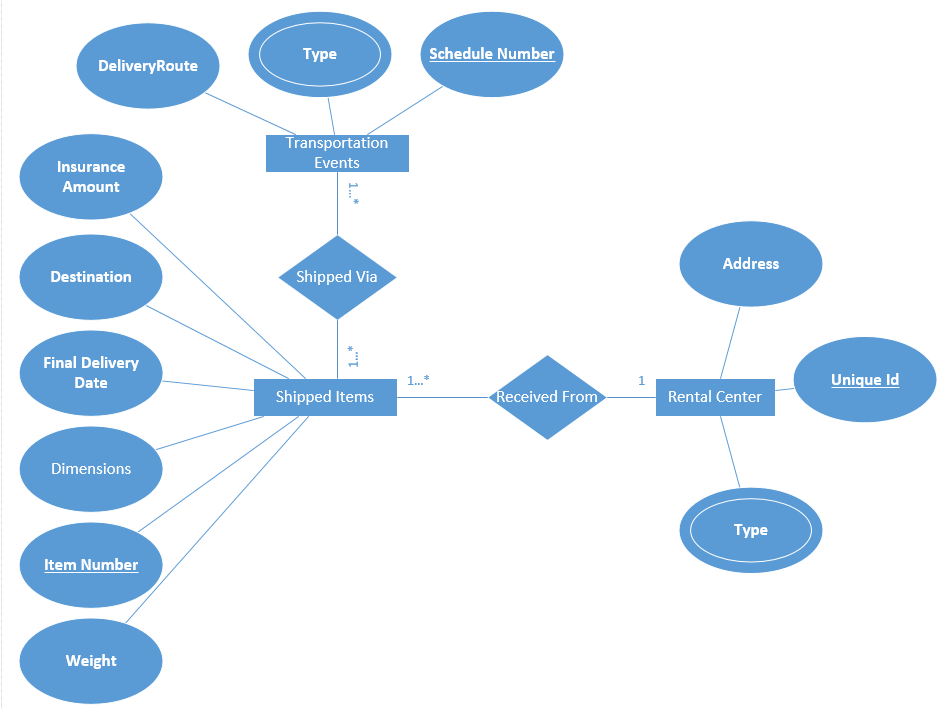 DeliveryRoute
Type
Schedule Number
Transportation
Events
1...*
Insurance
Amount
Destination
Shipped Via
Address
1...*
Final Delivery
Date
Shipped Items
1...*
Received From
1
Rental Center
Unique Id
Dimensions
Type
Item Number
Weight